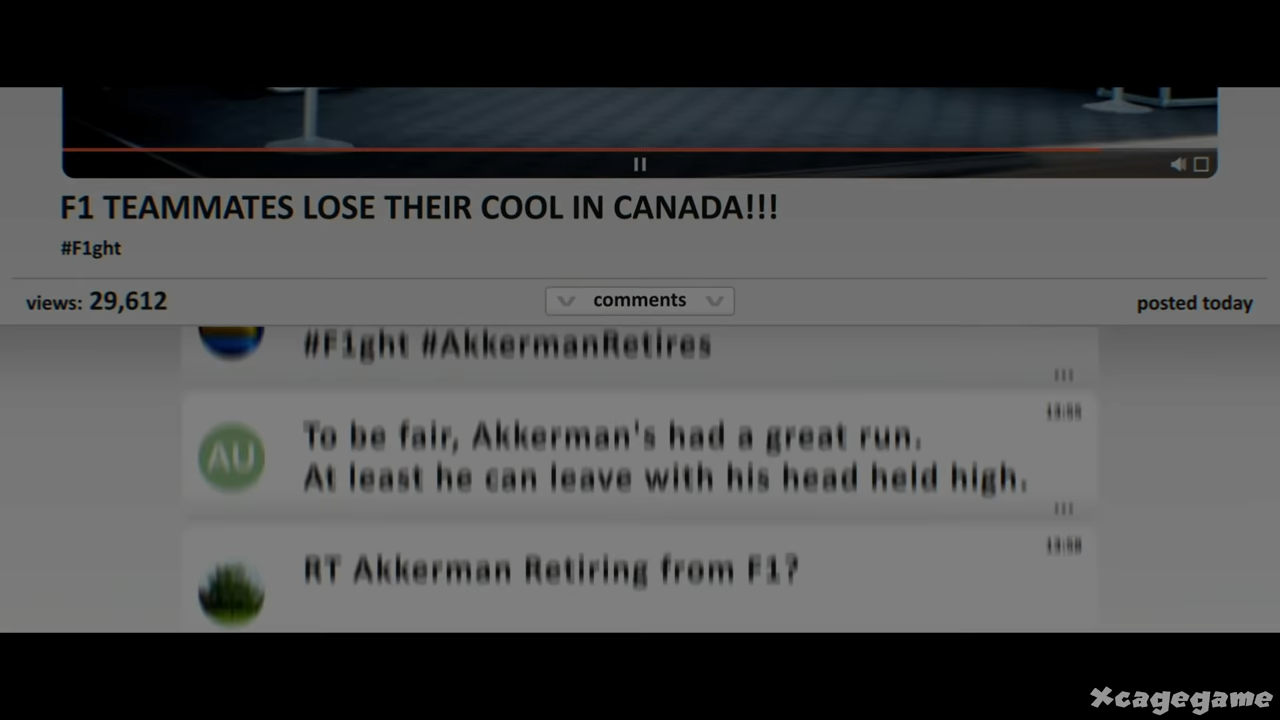 F1 TEAMMATES LOSE THEIR COOL IN CANADA!!!
#F1ght
views: 29,612
comments
posted today
#F1ght #AkkermanRetires
AU
To be fair, Akkerman's had a great run.
At least he can leave with his head held high.
RT Akkerman Retiring from F1?
Xcagegame